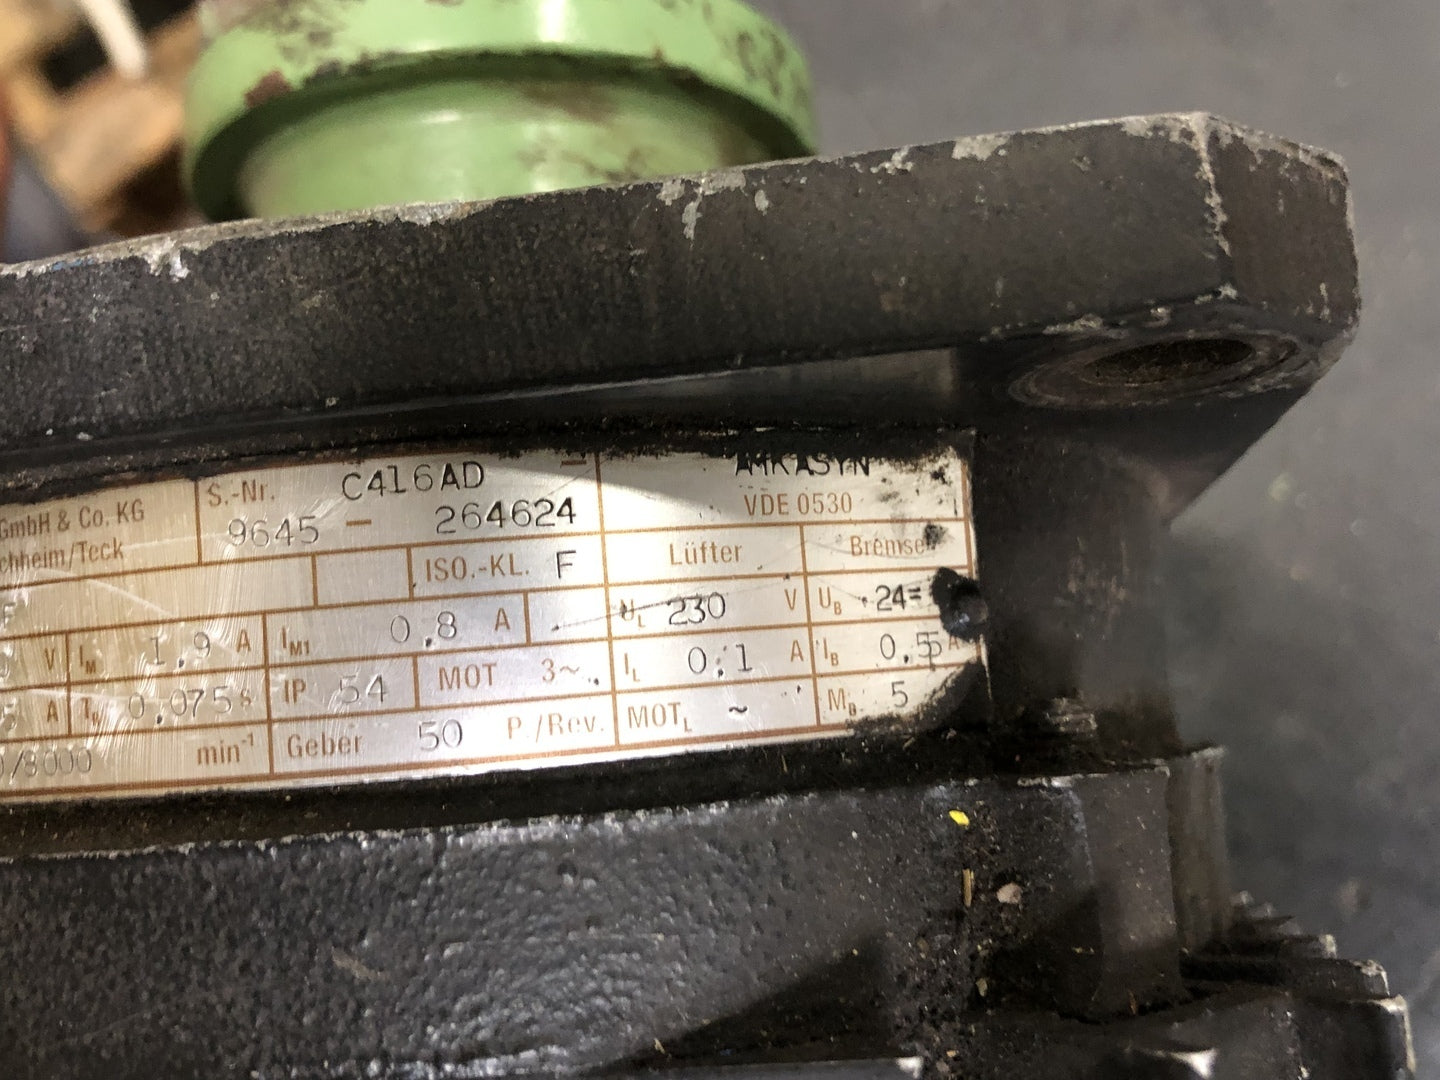 GmbH & Co. KG
S.-Nr. C416AD –
9645 – 264624
AMKASYN
VDE 0530
ISO.-KL. F
Lüfter
Bremse
V I_M 1,9 A I_M1 0,8 A
U_L 230 V U_B 24=
A 0,075s IP 54 MOT 3~
I_L 0,1 A I_B 0,5 A
/8000 min⁻¹ Geber 50 P./Rev.
MOT_L ~ M_B 5